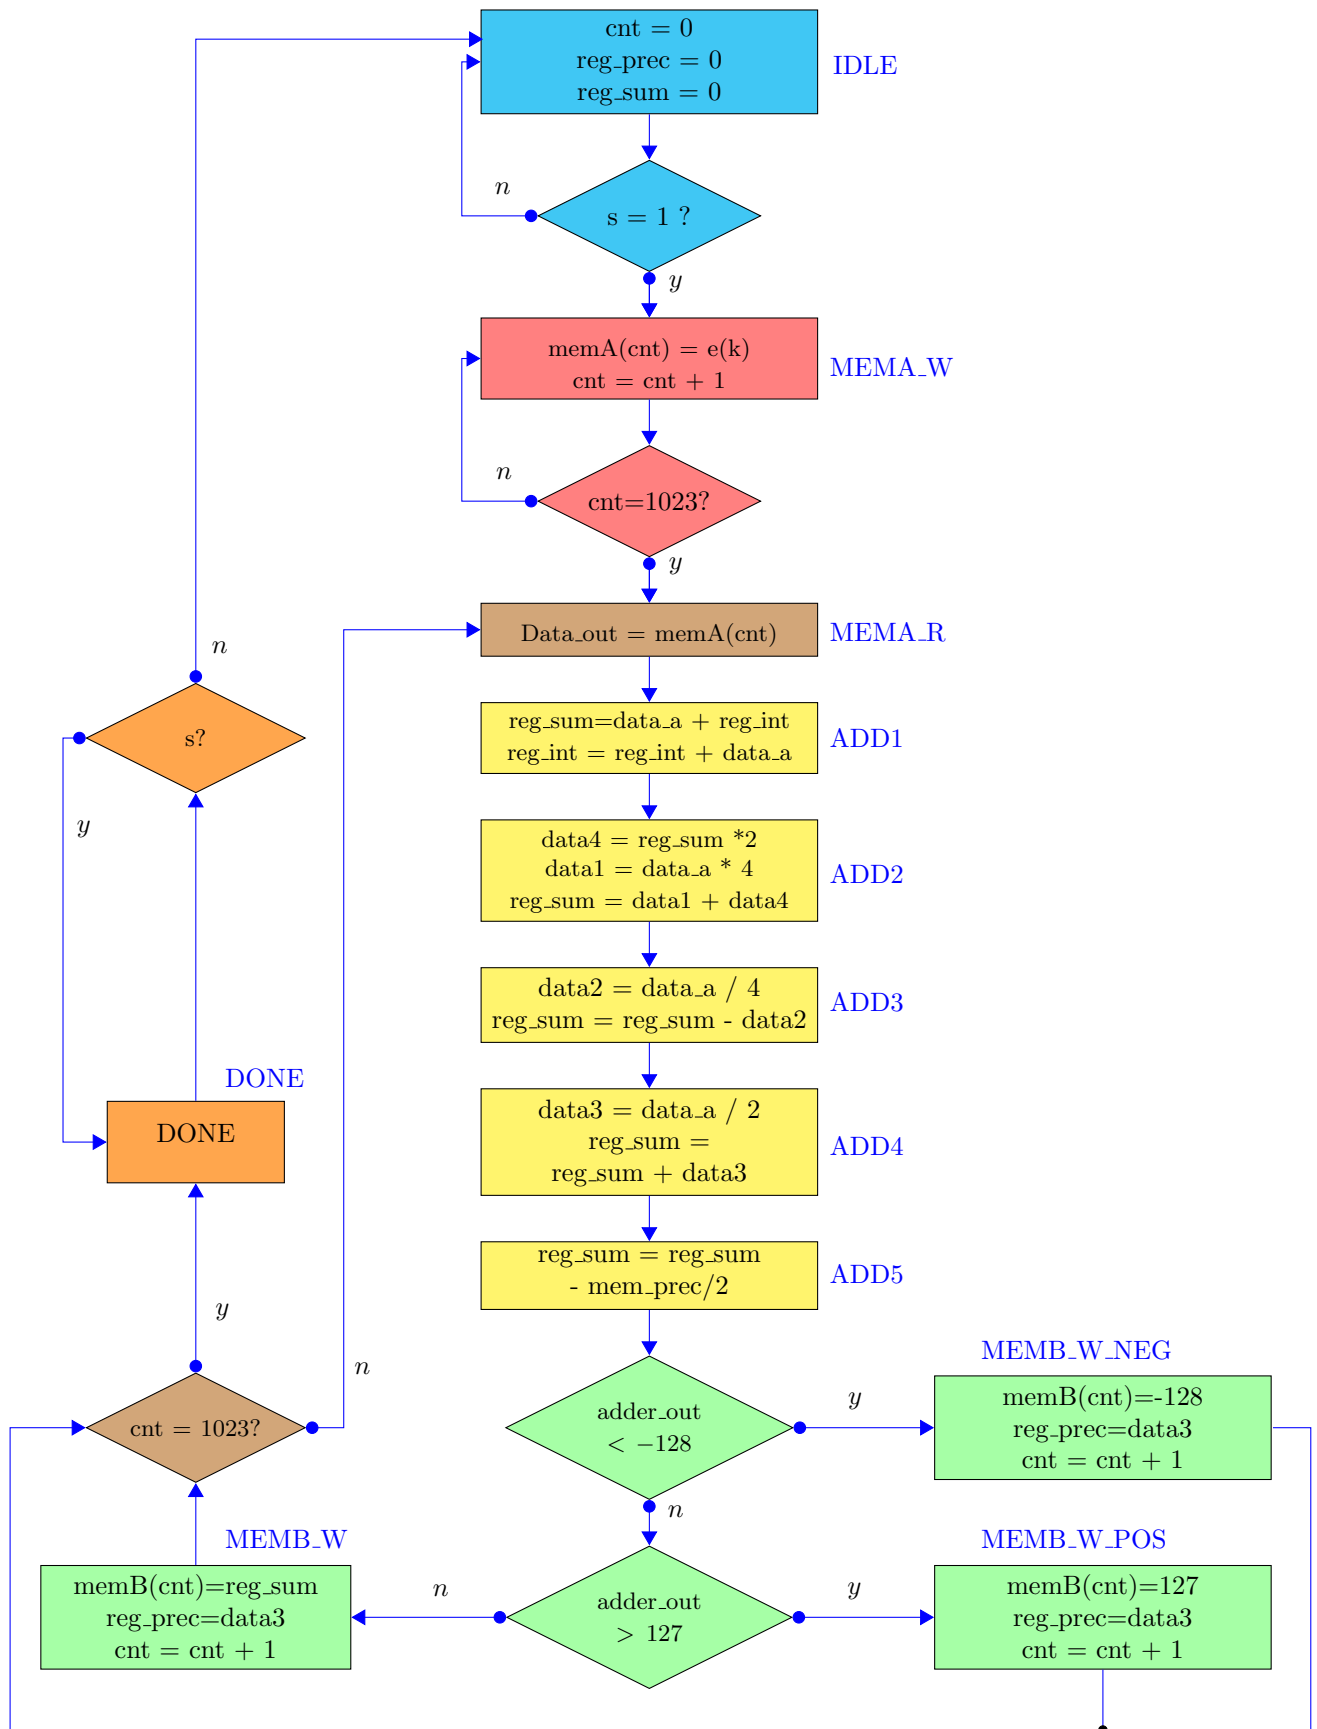 cnt = 0
reg_prec = 0
reg_sum = 0
IDLE
n
s = 1 ?
y
memA(cnt) = e(k)
cnt = cnt + 1
MEMA_W
n
cnt=1023?
y
Data_out = memA(cnt)
MEMA_R
n
s?
y
reg_sum=data_a + reg_int
reg_int = reg_int + data_a
ADD1
data4 = reg_sum *2
data1 = data_a * 4
reg_sum = data1 + data4
ADD2
data2 = data_a / 4
reg_sum = reg_sum - data2
ADD3
DONE
DONE
data3 = data_a / 2
reg_sum =
reg_sum + data3
ADD4
reg_sum = reg_sum
- mem_prec/2
ADD5
y
n
cnt = 1023?
adder_out
< −128
y
MEMB_W_NEG
memB(cnt)=-128
reg_prec=data3
cnt = cnt + 1
n
MEMB_W
memB(cnt)=reg_sum
reg_prec=data3
cnt = cnt + 1
n
adder_out
> 127
y
MEMB_W_POS
memB(cnt)=127
reg_prec=data3
cnt = cnt + 1